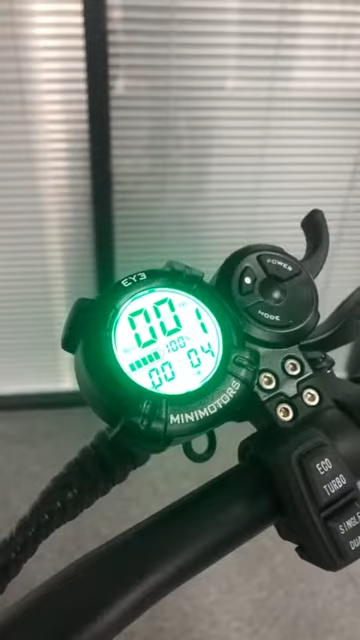 EY3
001
100%
00 04
MINIMOTORS
POWER
MODE
ECO
TURBO
SINGLE